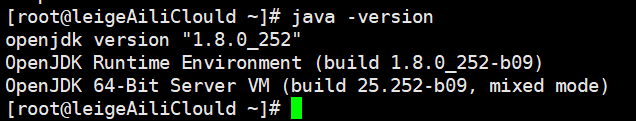 [root@leigeAiliClould ~]# java -version
openjdk version "1.8.0_252"
OpenJDK Runtime Environment (build 1.8.0_252-b09)
OpenJDK 64-Bit Server VM (build 25.252-b09, mixed mode)
[root@leigeAiliClould ~]#